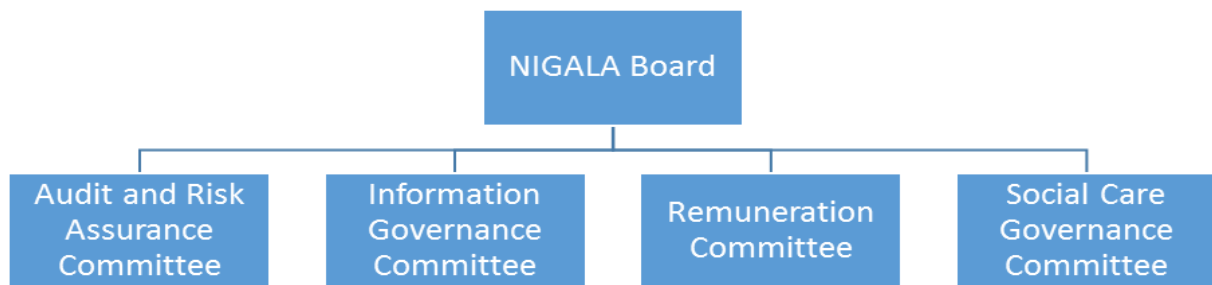 NIGALA Board
Audit and Risk
Assurance
Committee
Information
Governance
Committee
Remuneration
Committee
Social Care
Governance
Committee